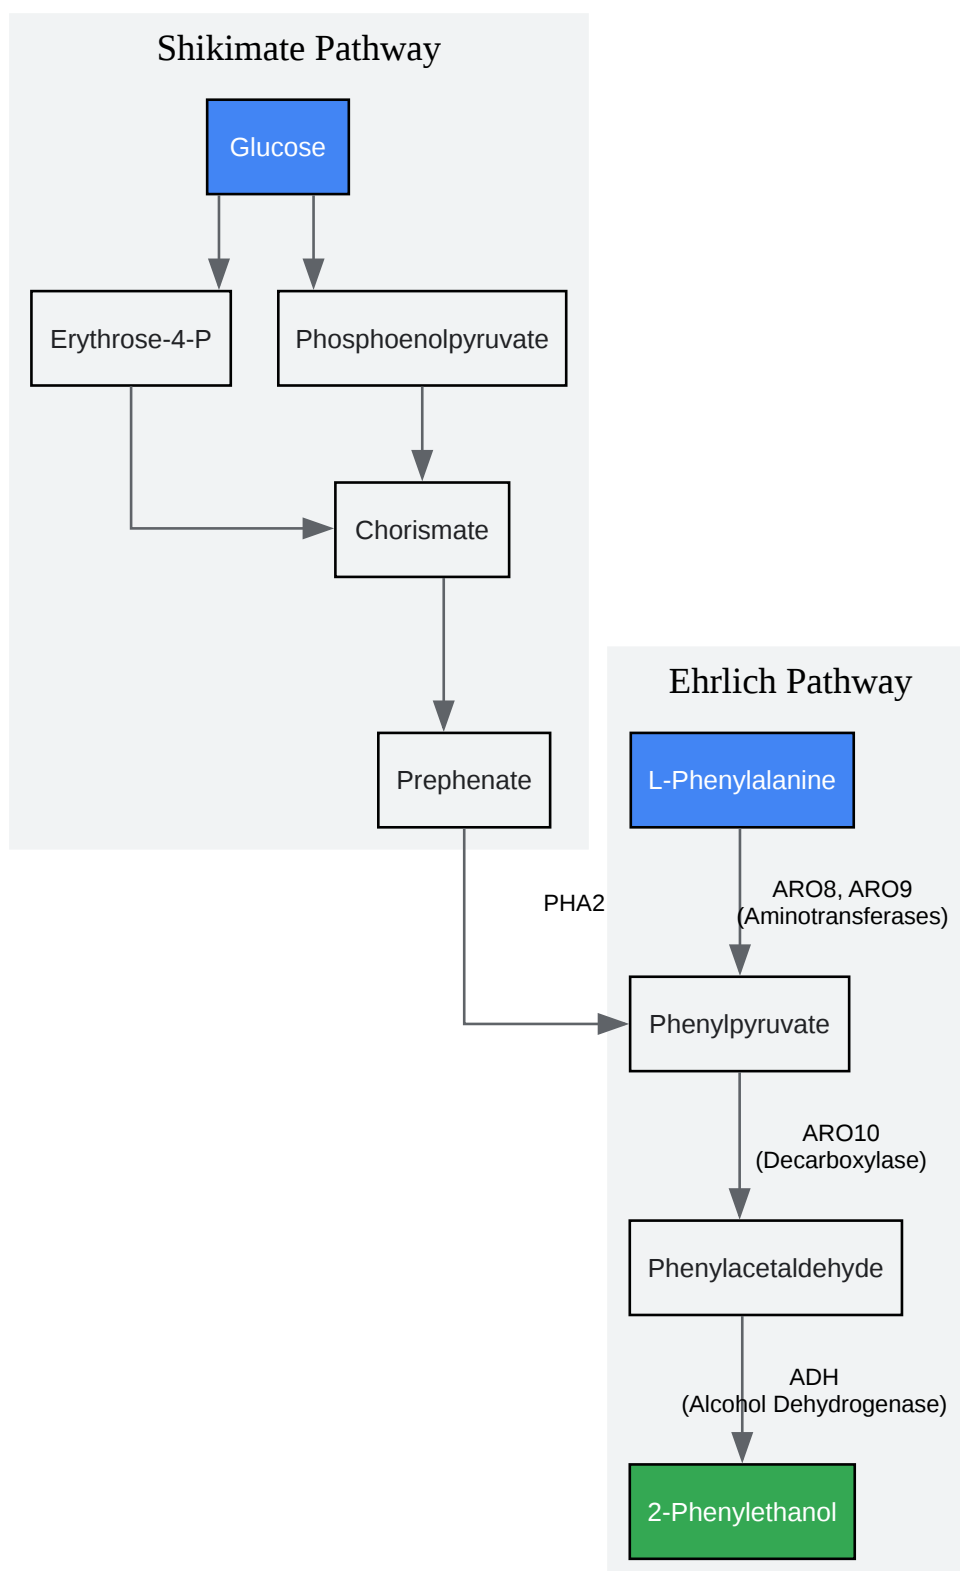 Shikimate Pathway
Glucose
Erythrose-4-P
Phosphoenolpyruvate
Chorismate
Prephenate
PHA2
Ehrlich Pathway
L-Phenylalanine
ARO8, ARO9
(Aminotransferases)
Phenylpyruvate
ARO10
(Decarboxylase)
Phenylacetaldehyde
ADH
(Alcohol Dehydrogenase)
2-Phenylethanol